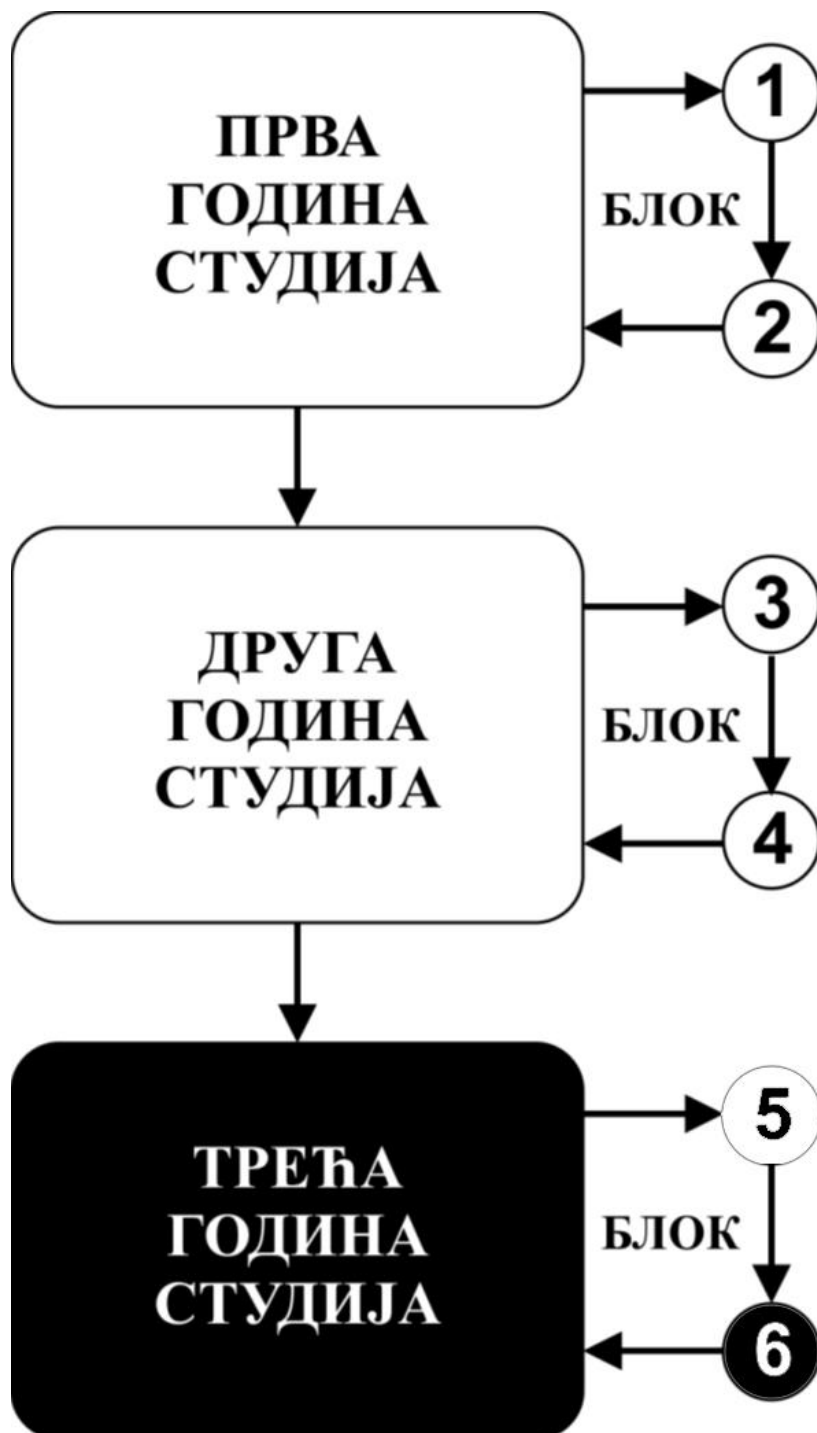 ПРВА
ГОДИНА
СТУДИЈА
1
БЛОК
2
ДРУГА
ГОДИНА
СТУДИЈА
3
БЛОК
4
ТРЕЋА
ГОДИНА
СТУДИЈА
5
БЛОК
6